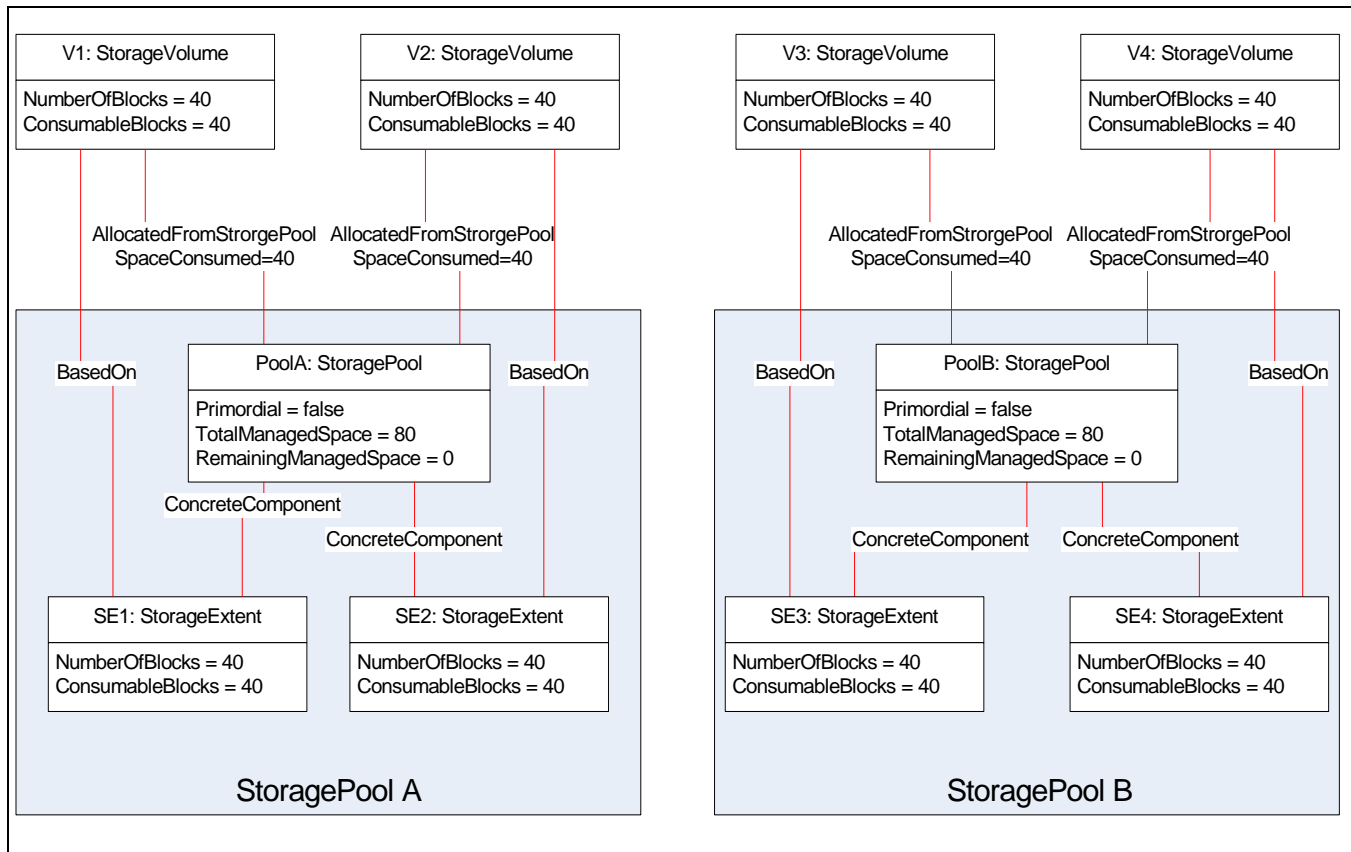 V1: StorageVolume
NumberOfBlocks = 40
ConsumableBlocks = 40
V2: StorageVolume
NumberOfBlocks = 40
ConsumableBlocks = 40
V3: StorageVolume
NumberOfBlocks = 40
ConsumableBlocks = 40
V4: StorageVolume
NumberOfBlocks = 40
ConsumableBlocks = 40
AllocatedFromStrorgePool
SpaceConsumed=40
AllocatedFromStrorgePool
SpaceConsumed=40
AllocatedFromStrorgePool
SpaceConsumed=40
AllocatedFromStrorgePool
SpaceConsumed=40
BasedOn
PoolA: StoragePool
Primordial = false
TotalManagedSpace = 80
RemainingManagedSpace = 0
BasedOn
BasedOn
PoolB: StoragePool
Primordial = false
TotalManagedSpace = 80
RemainingManagedSpace = 0
BasedOn
ConcreteComponent
ConcreteComponent
ConcreteComponent
ConcreteComponent
SE1: StorageExtent
NumberOfBlocks = 40
ConsumableBlocks = 40
SE2: StorageExtent
NumberOfBlocks = 40
ConsumableBlocks = 40
SE3: StorageExtent
NumberOfBlocks = 40
ConsumableBlocks = 40
SE4: StorageExtent
NumberOfBlocks = 40
ConsumableBlocks = 40
StoragePool A
StoragePool B